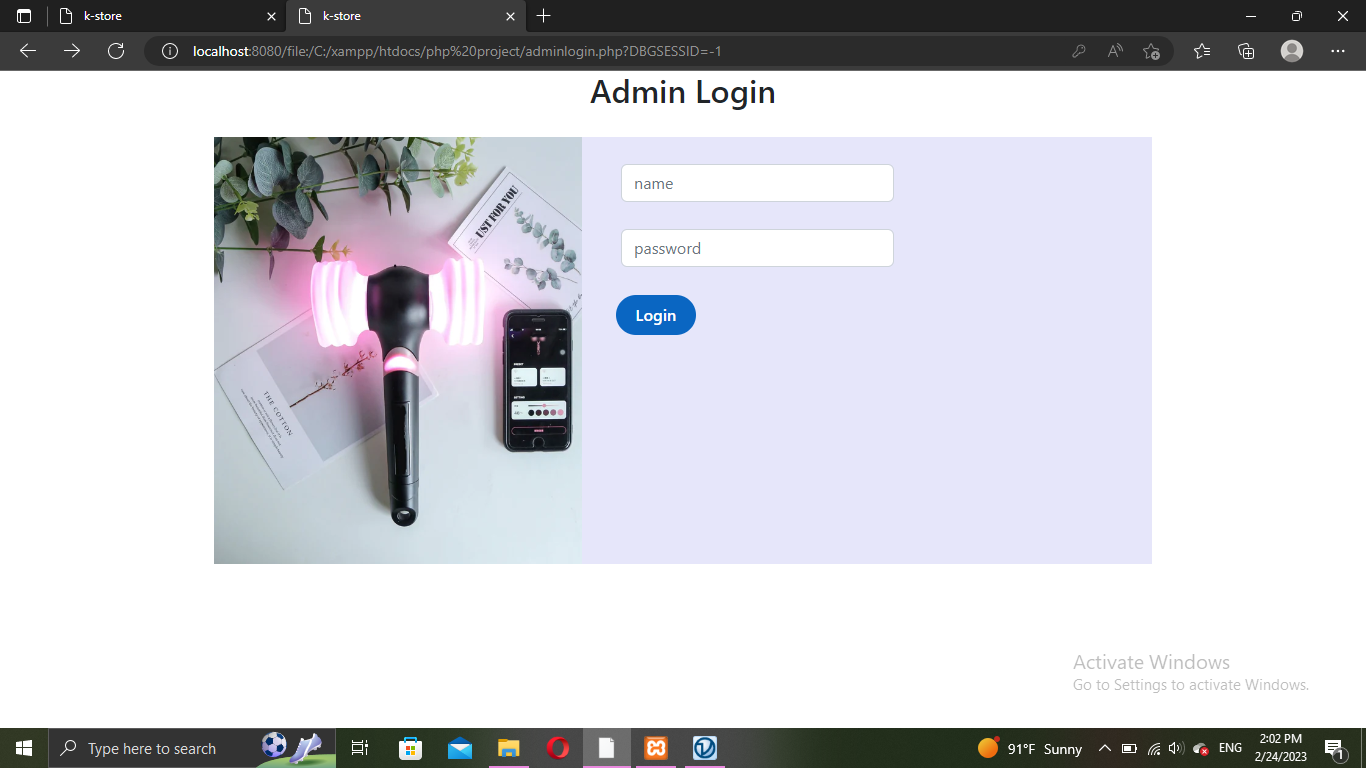 k-store
k-store
localhost:8080/file:/C:/xampp/htdocs/php%20project/adminlogin.php?DBGSESSID=-1
Admin Login
name
password
Login
UST FOR YOU
THE COTTON
Activate Windows
Go to Settings to activate Windows.
Type here to search
91°F Sunny
ENG
2:02 PM
2/24/2023
1